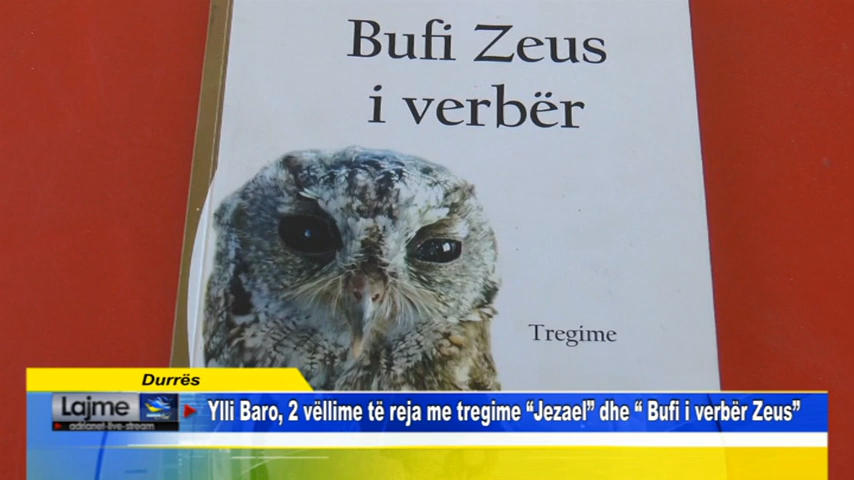 Bufi Zeus
i verbër
Tregime
Durrës
Lajme
adrianet-live-stream
Ylli Baro, 2 vëllime të reja me tregime “Jezael” dhe “ Bufi i verbër Zeus”